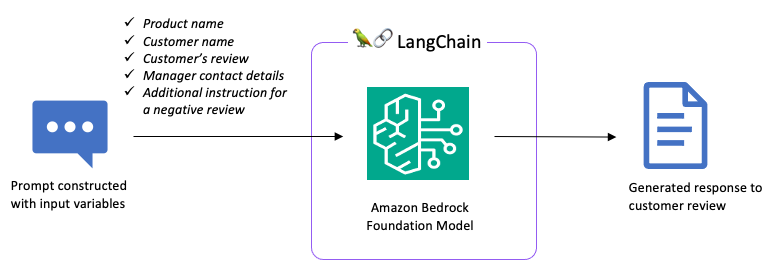 ✓ Product name
✓ Customer name
✓ Customer's review
✓ Manager contact details
✓ Additional instruction for
a negative review
🦜🔗 LangChain
Prompt constructed
with input variables
Amazon Bedrock
Foundation Model
Generated response to
customer review